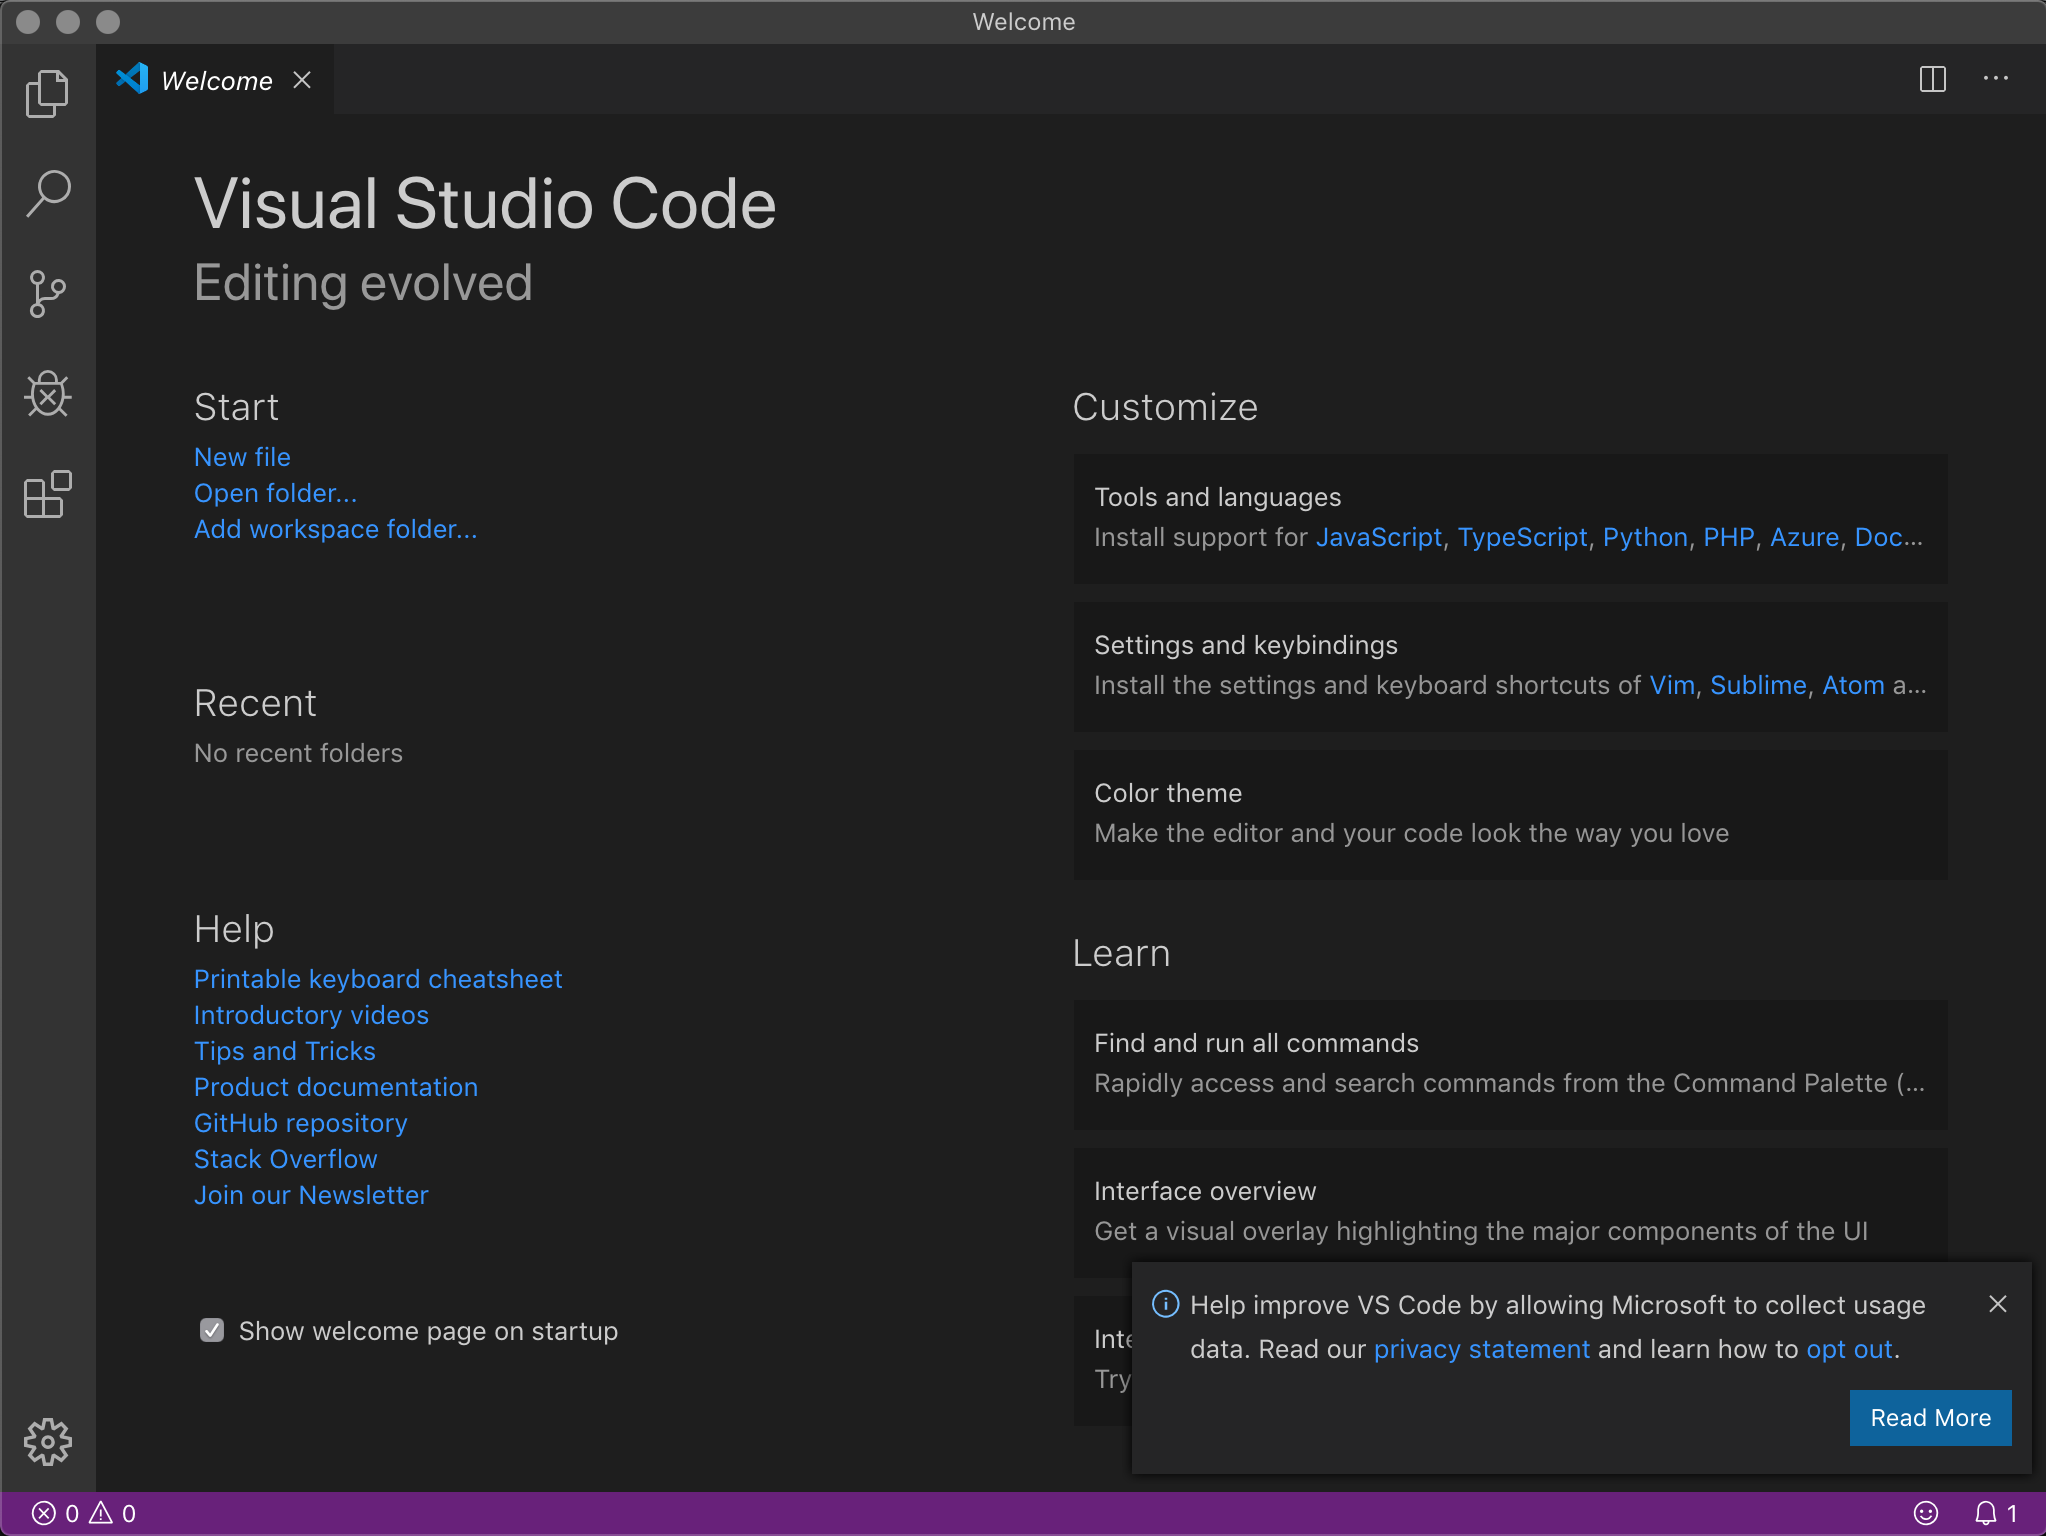 Welcome
Welcome
Visual Studio Code
Editing evolved
Start
New file
Open folder...
Add workspace folder...
Recent
No recent folders
Help
Printable keyboard cheatsheet
Introductory videos
Tips and Tricks
Product documentation
GitHub repository
Stack Overflow
Join our Newsletter
Show welcome page on startup
Customize
Tools and languages
Install support for JavaScript, TypeScript, Python, PHP, Azure, Doc...
Settings and keybindings
Install the settings and keyboard shortcuts of Vim, Sublime, Atom a...
Color theme
Make the editor and your code look the way you love
Learn
Find and run all commands
Rapidly access and search commands from the Command Palette (...
Interface overview
Get a visual overlay highlighting the major components of the UI
Try
Help improve VS Code by allowing Microsoft to collect usage
data. Read our privacy statement and learn how to opt out.
Read More
0 0
1